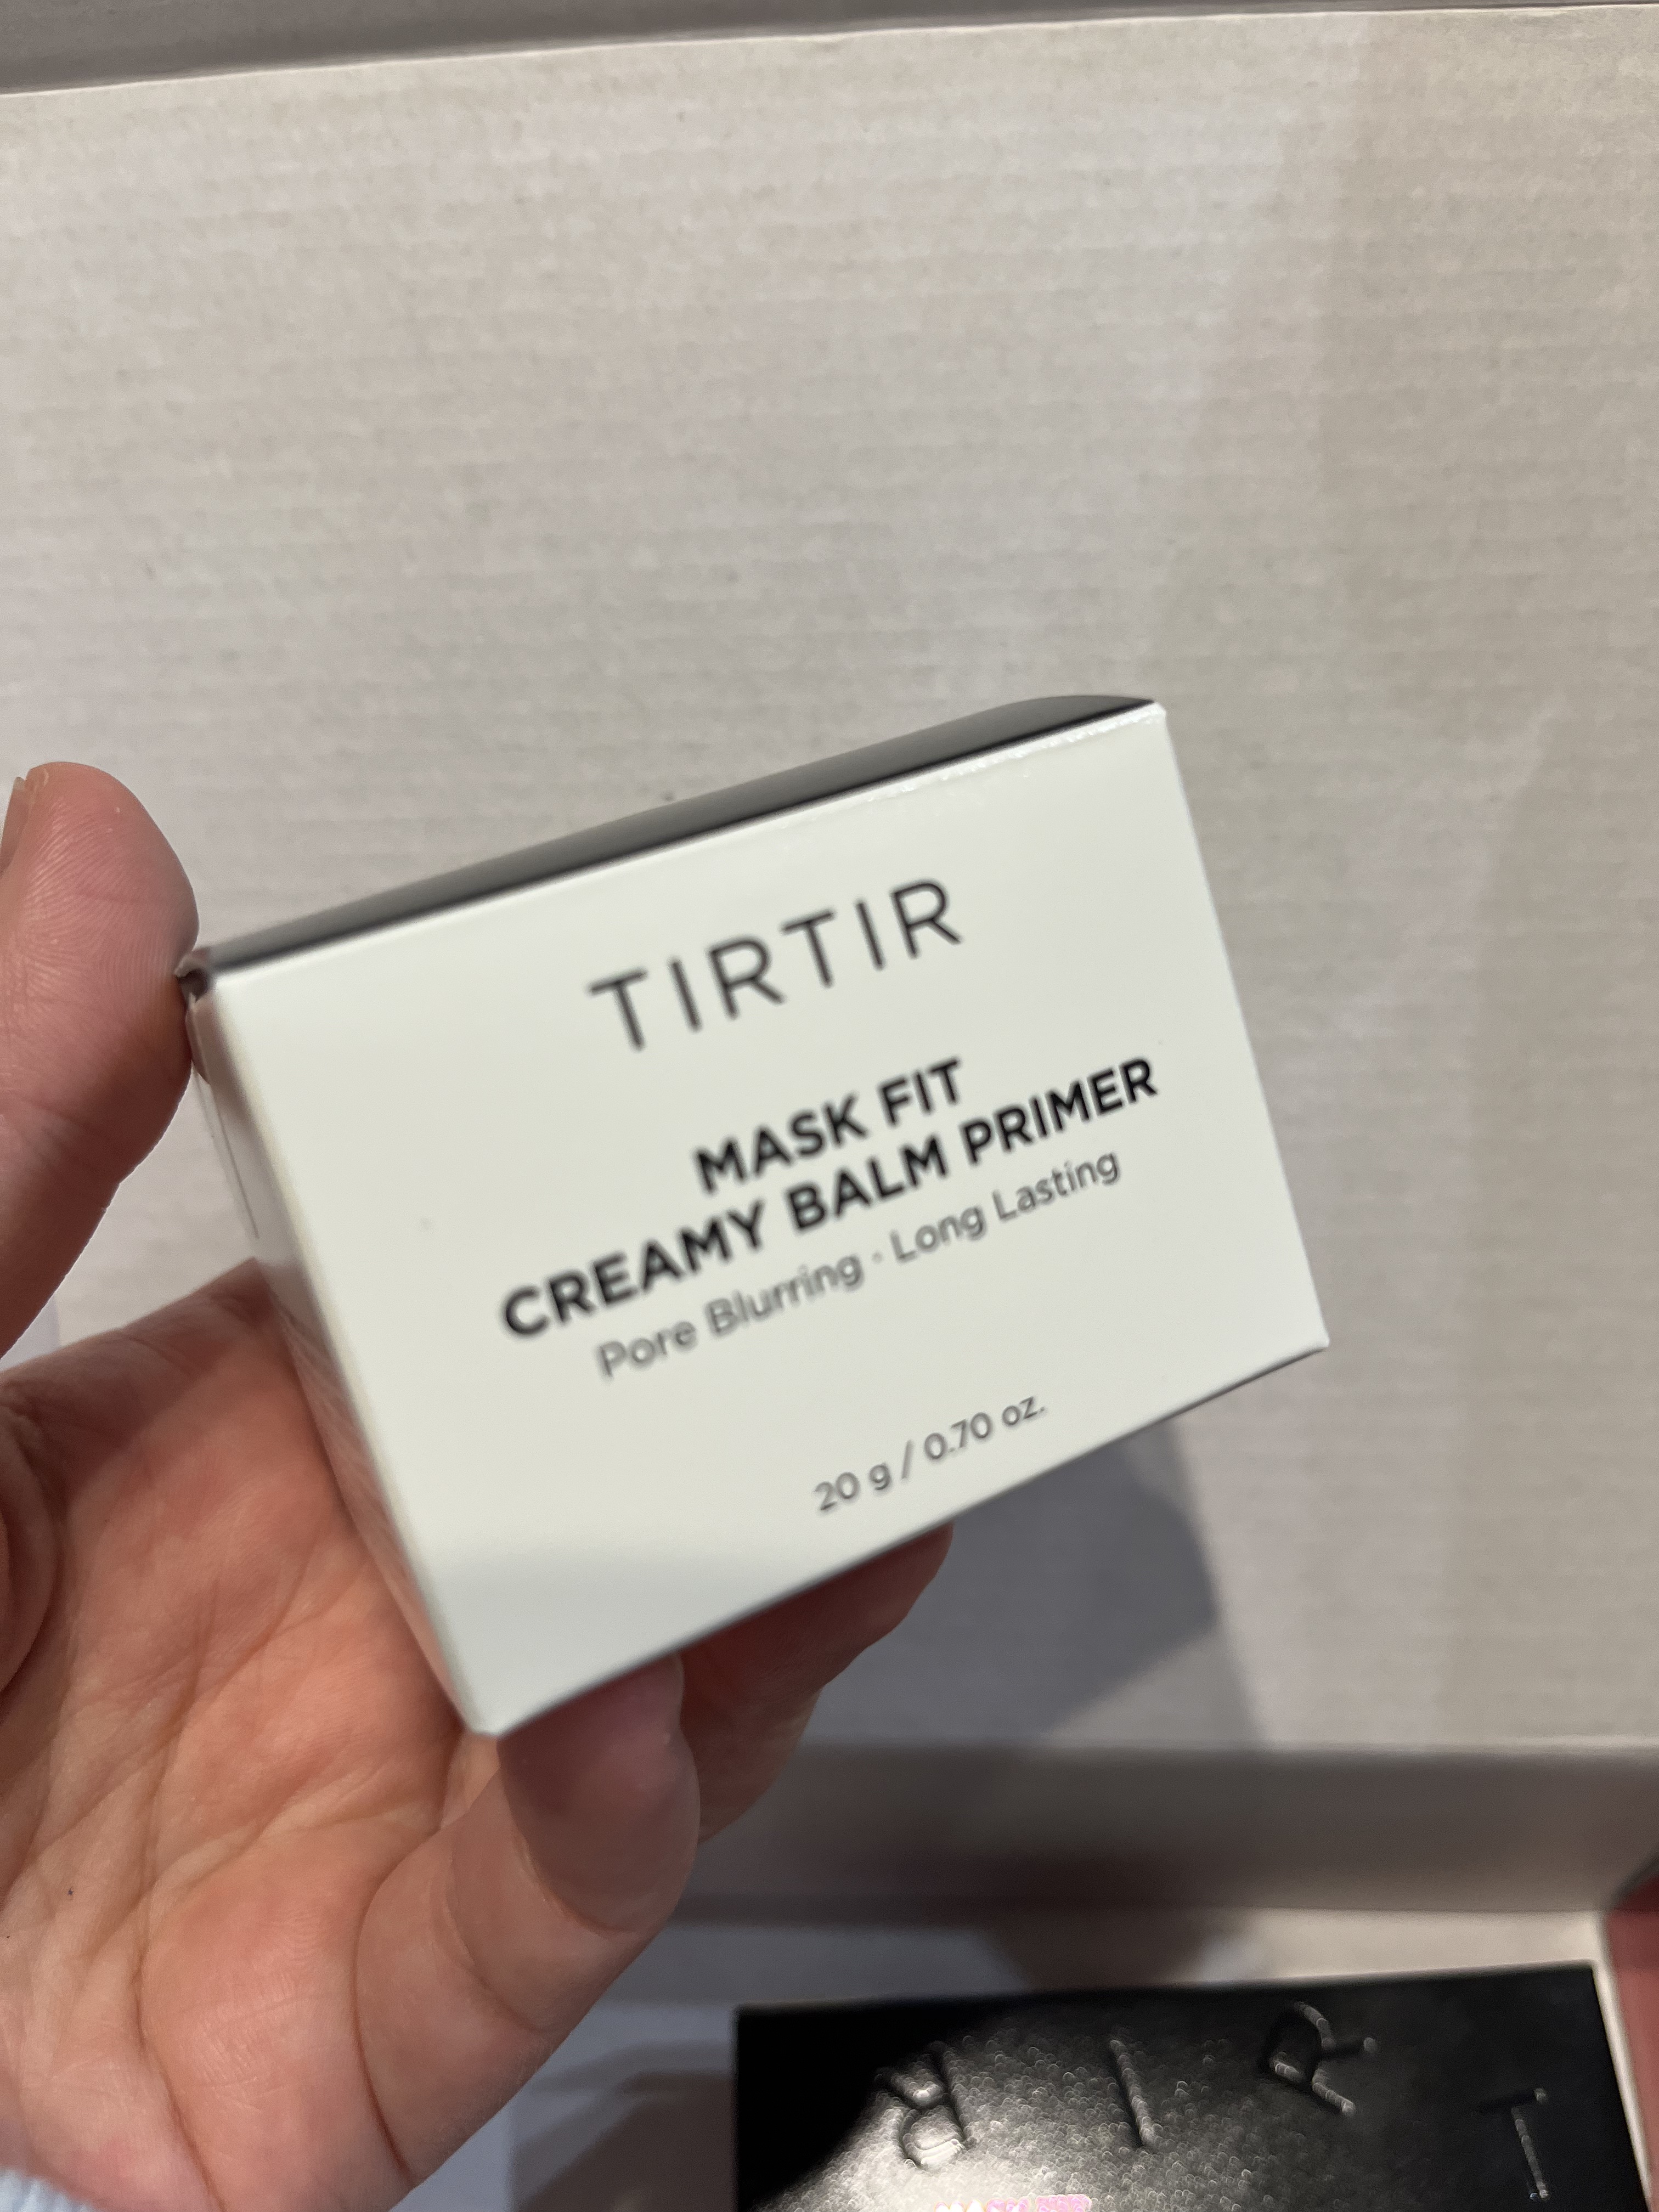 TIRTIR
MASK FIT
CREAMY BALM PRIMER
Pore Blurring · Long Lasting
20 g / 0.70 oz.
R I R T